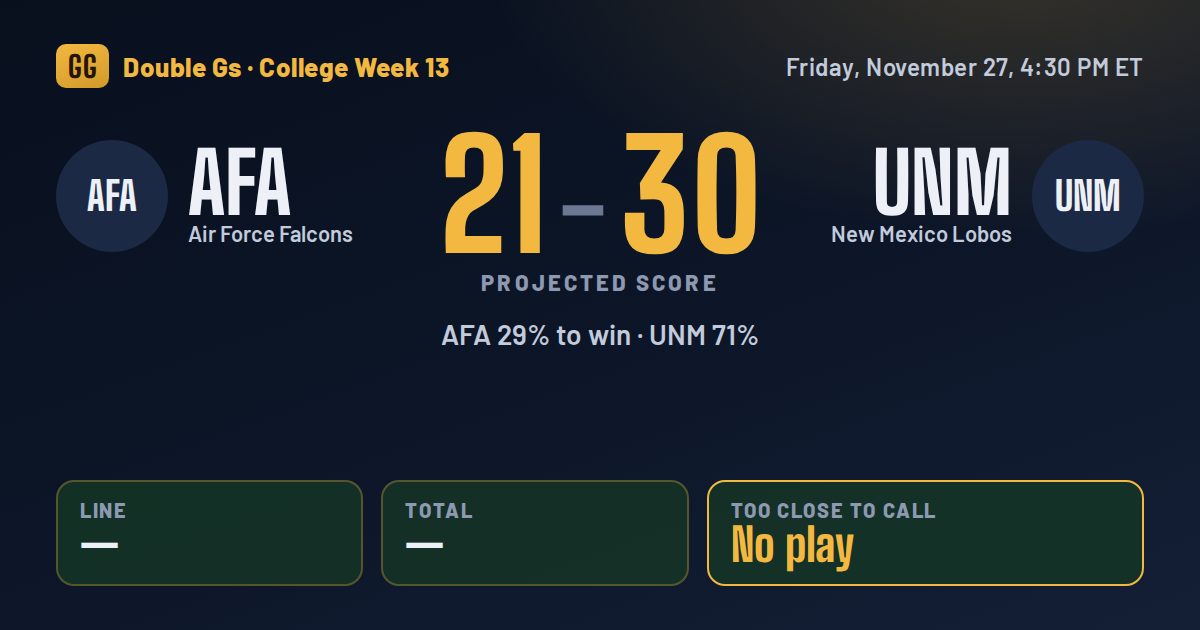 GG
Double Gs · College Week 13
Friday, November 27, 4:30 PM ET
AFA
AFA
Air Force Falcons
21 – 30
PROJECTED SCORE
AFA 29% to win · UNM 71%
UNM
New Mexico Lobos
UNM
LINE
—
TOTAL
—
TOO CLOSE TO CALL
No play